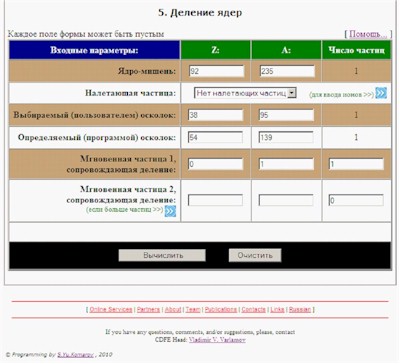 5. Деление ядер
Каждое поле формы может быть пустым [ Помощь... ]
Входные параметры: Z: A: Число частиц
Ядро-мишень: 92 235 1
Налетающая частица: Нет налетающих частиц (для ввода ионов >>)
Выбираемый (пользователем) осколок: 38 95 1
Определяемый (программой) осколок: 54 139 1
Мгновенная частица 1,
сопровождающая деление: 0 1 1
Мгновенная частица 2,
сопровождающая деление: 0
(если больше частиц >>)
Вычислить Очистить
[ Online Services | Partners | About | Team | Publications | Contacts | Links | Russian ]
If you have any questions, comments, and/or suggestions, please, contact
CDFE Head: Vladimir V. Varlamov
© Programming by S.Yu.Komarov , 2010